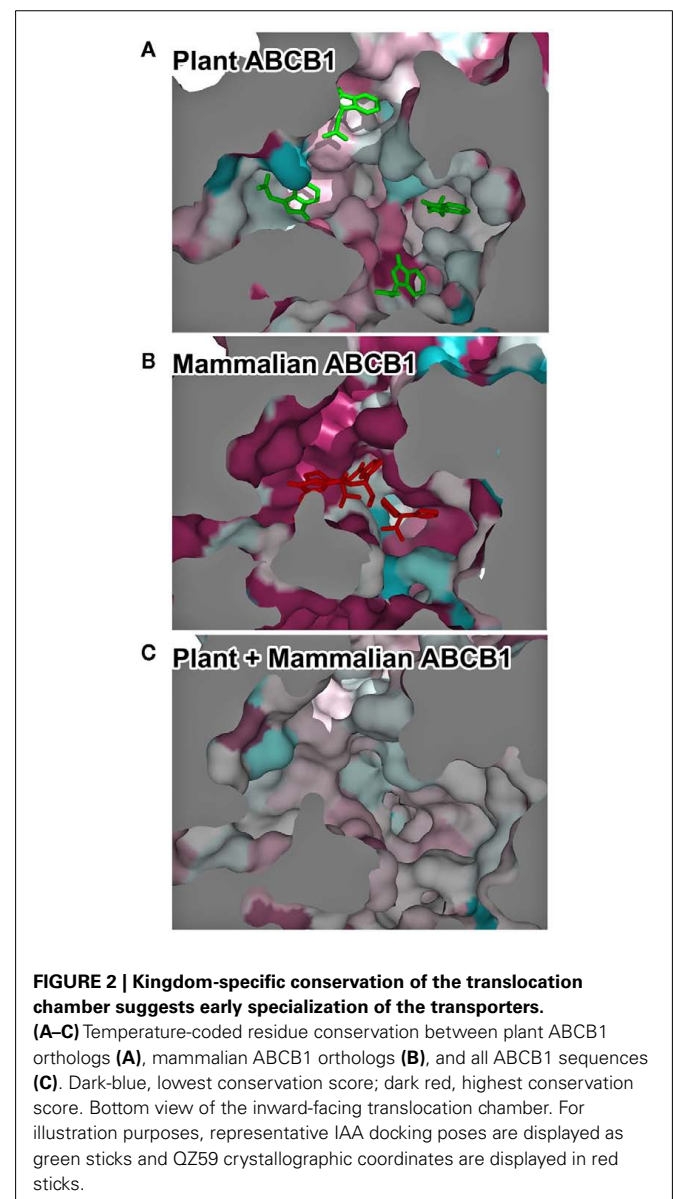 A Plant ABCB1
B Mammalian ABCB1
C Plant + Mammalian ABCB1
FIGURE 2 | Kingdom-specific conservation of the translocation
chamber suggests early specialization of the transporters.
(A–C) Temperature-coded residue conservation between plant ABCB1
orthologs (A), mammalian ABCB1 orthologs (B), and all ABCB1 sequences
(C). Dark-blue, lowest conservation score; dark red, highest conservation
score. Bottom view of the inward-facing translocation chamber. For
illustration purposes, representative IAA docking poses are displayed as
green sticks and QZ59 crystallographic coordinates are displayed in red
sticks.